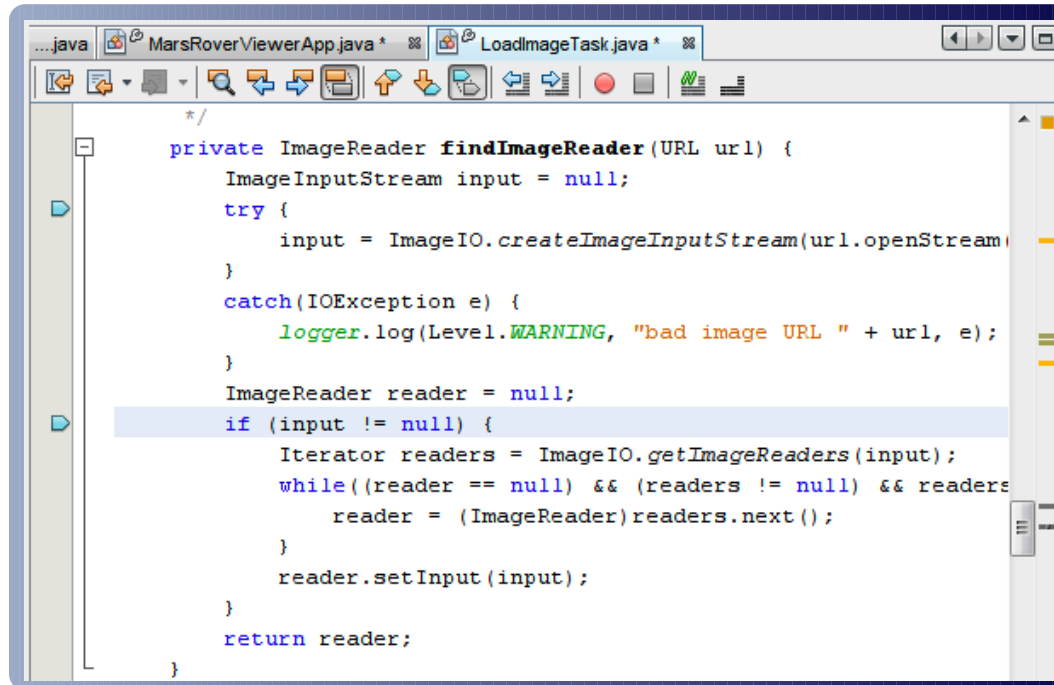 ....java MarsRoverViewerApp.java * LoadImageTask.java *
*/
private ImageReader findImageReader(URL url) {
ImageInputStream input = null;
try {
input = ImageIO.createImageInputStream(url.openStream(
}
catch(IOException e) {
logger.log(Level.WARNING, "bad image URL " + url, e);
}
ImageReader reader = null;
if (input != null) {
Iterator readers = ImageIO.getImageReaders(input);
while((reader == null) && (readers != null) && readers
reader = (ImageReader)readers.next();
}
reader.setInput(input);
}
return reader;
}